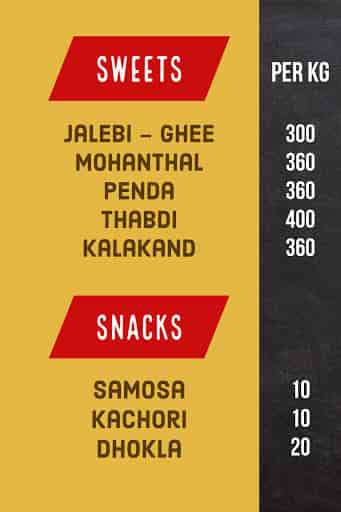 SWEETS PER KG
JALEBI – GHEE 300
MOHANTHAL 360
PENDA 360
THABDI 400
KALAKAND 360
SNACKS
SAMOSA 10
KACHORI 10
DHOKLA 20